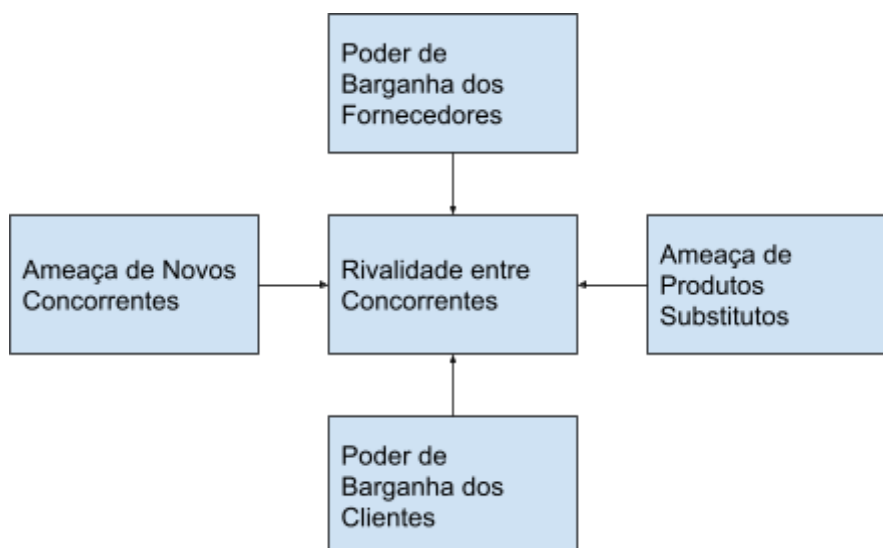 Poder de
Barganha dos
Fornecedores
Ameaça de Novos
Concorrentes
Rivalidade entre
Concorrentes
Ameaça de
Produtos
Substitutos
Poder de
Barganha dos
Clientes